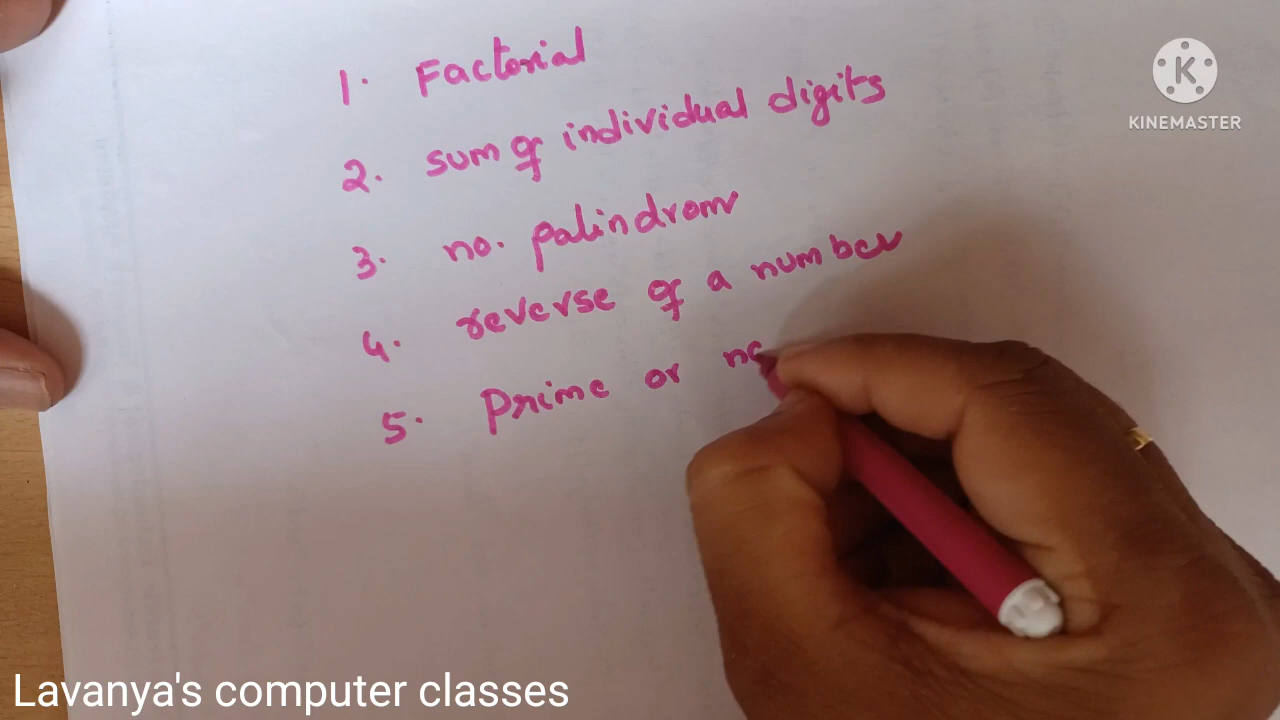 1. Factorial
2. sum of individual digits
3. no. palindrom
4. reverse of a number
5. Prime or no
KINEMASTER
Lavanya's computer classes